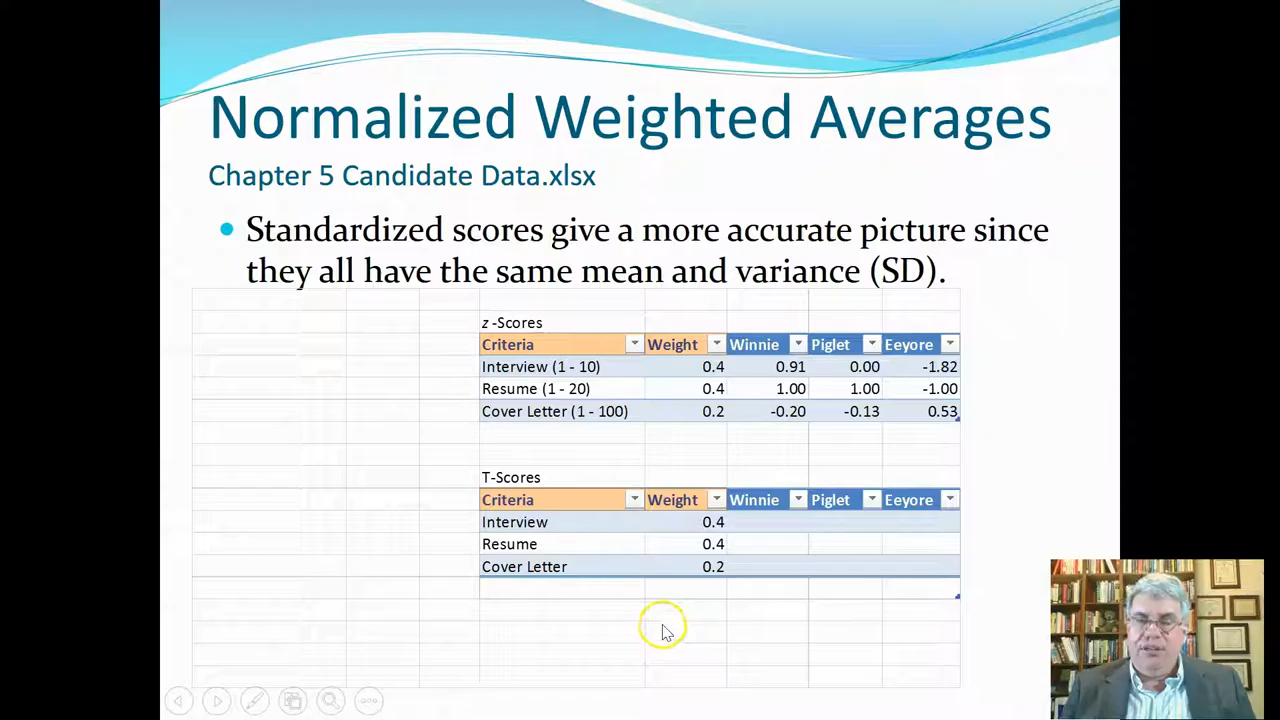 Normalized Weighted Averages
Chapter 5 Candidate Data.xlsx
• Standardized scores give a more accurate picture since
they all have the same mean and variance (SD).
z -Scores
Criteria Weight Winnie Piglet Eeyore
Interview (1 - 10) 0.4 0.91 0.00 -1.82
Resume (1 - 20) 0.4 1.00 1.00 -1.00
Cover Letter (1 - 100) 0.2 -0.20 -0.13 0.53
T-Scores
Criteria Weight Winnie Piglet Eeyore
Interview 0.4
Resume 0.4
Cover Letter 0.2